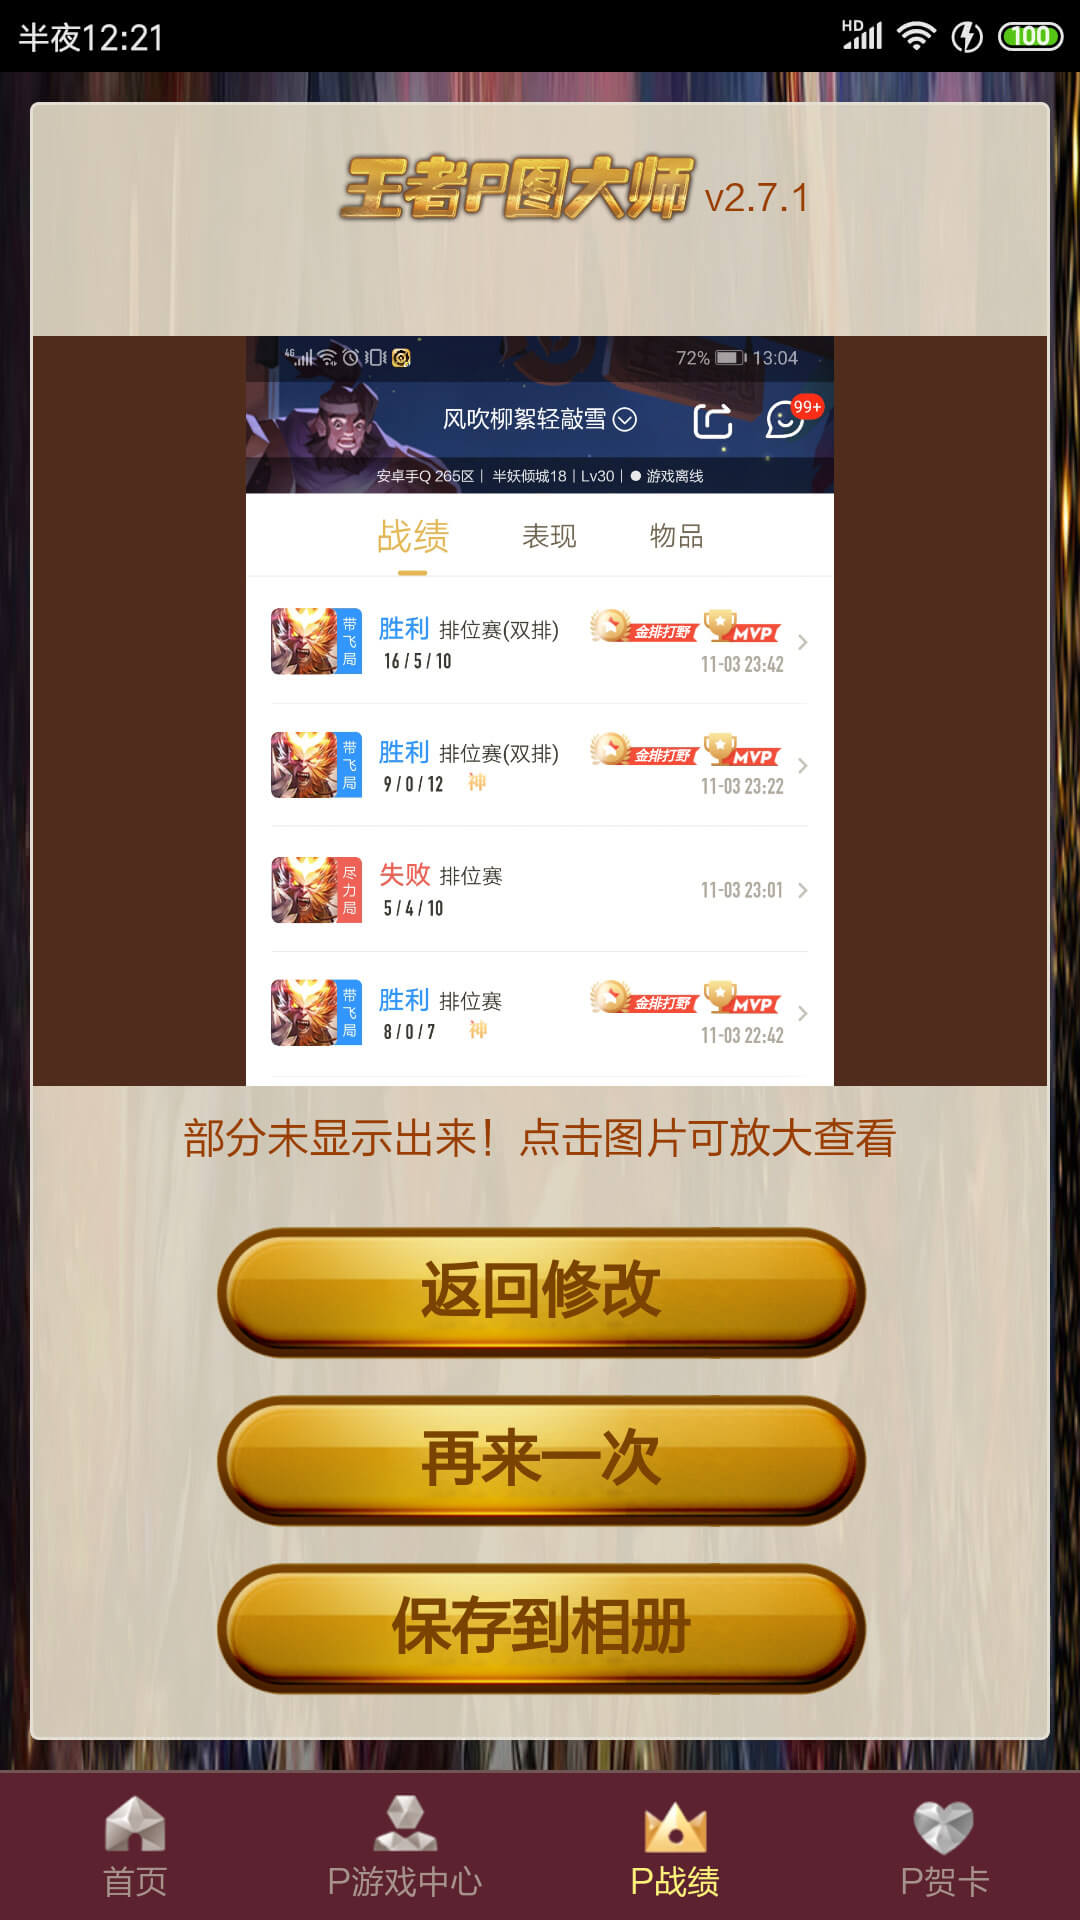 半夜12:21
HD
100
王者P图大师 v2.7.1
4G
72% 13:04
风吹柳絮轻敲雪
99+
安卓手Q 265区 | 半妖倾城18 | Lv30 | ● 游戏离线
战绩 表现 物品
带飞局 胜利 排位赛(双排) 金排打野 MVP
16 / 5 / 10 11-03 23:42
带飞局 胜利 排位赛(双排) 金排打野 MVP
9 / 0 / 12 神 11-03 23:22
尽力局 失败 排位赛
5 / 4 / 10 11-03 23:01
带飞局 胜利 排位赛 金排打野 MVP
8 / 0 / 7 神 11-03 22:42
部分未显示出来！点击图片可放大查看
返回修改
再来一次
保存到相册
首页 P游戏中心 P战绩 P贺卡